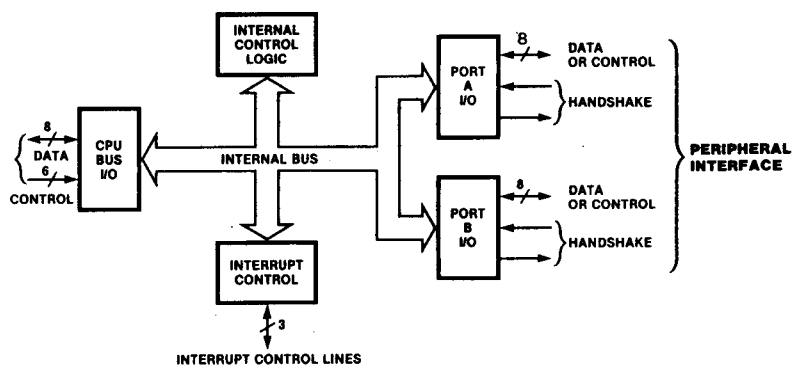 INTERNAL
CONTROL
LOGIC
8
DATA
6
CONTROL
CPU
BUS
I/O
INTERNAL BUS
INTERRUPT
CONTROL
3
INTERRUPT CONTROL LINES
PORT
A
I/O
8
DATA
OR CONTROL
HANDSHAKE
PORT
B
I/O
8
DATA
OR CONTROL
HANDSHAKE
PERIPHERAL
INTERFACE